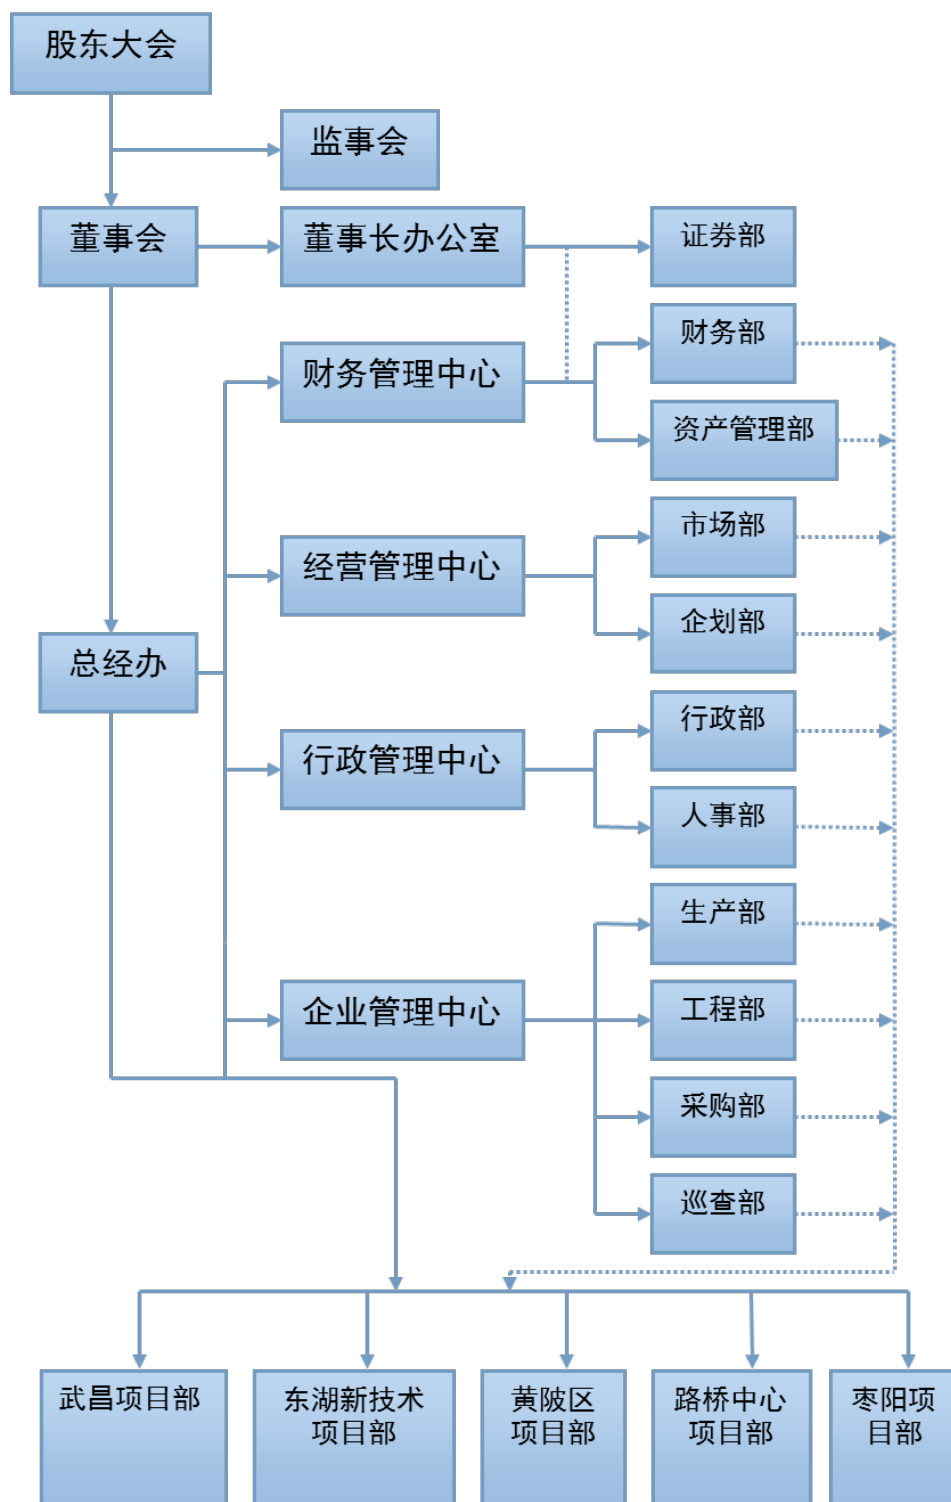 股东大会
监事会
董事会
董事长办公室
证券部
财务部
财务管理中心
资产管理部
市场部
经营管理中心
企划部
总经办
行政部
行政管理中心
人事部
生产部
企业管理中心
工程部
采购部
巡查部
武昌项目部
东湖新技术
项目部
黄陂区
项目部
路桥中心
项目部
枣阳项
目部